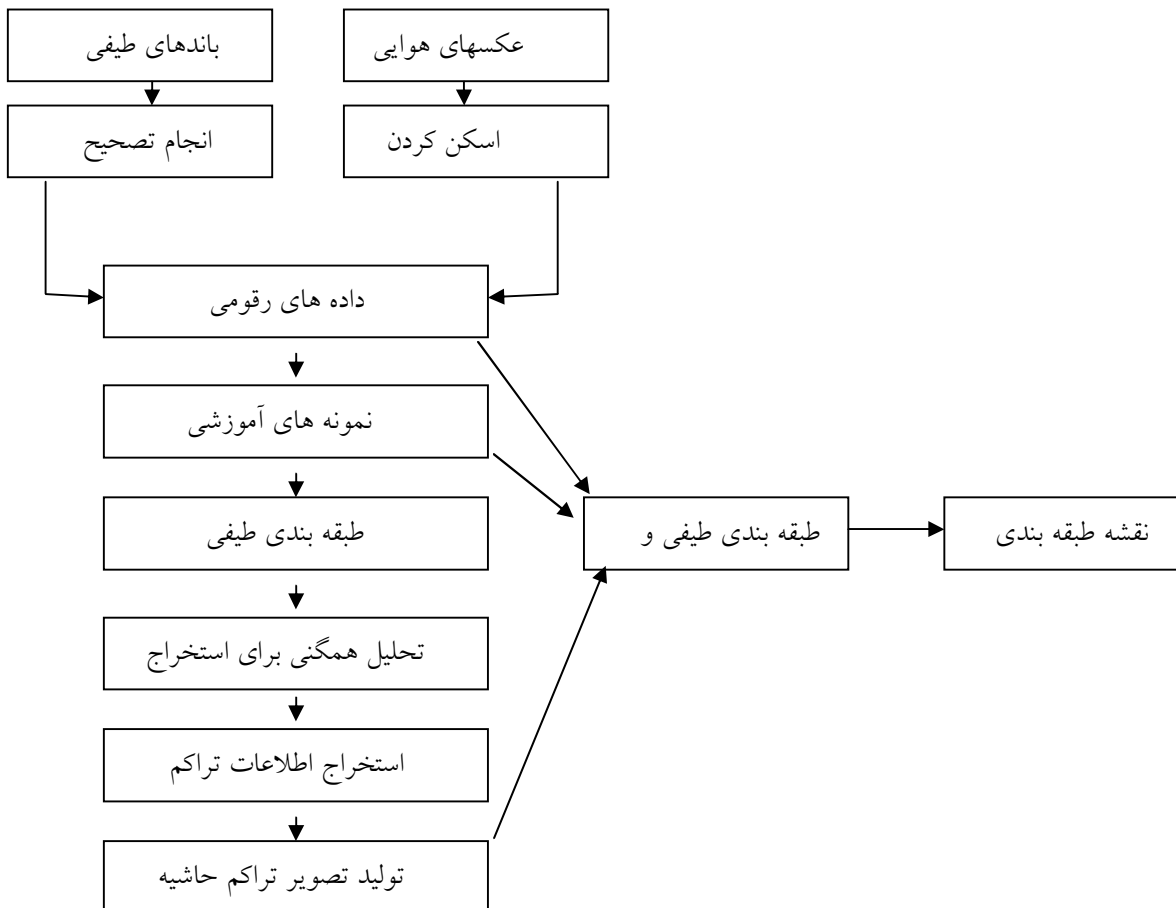 باندهای طیفی
عکسهای هوایی
انجام تصحیح
اسکن کردن
داده های رقومی
نمونه های آموزشی
طبقه بندی طیفی
طبقه بندی طیفی و
نقشه طبقه بندی
تحلیل همگنی برای استخراج
استخراج اطلاعات تراکم
تولید تصویر تراکم حاشیه